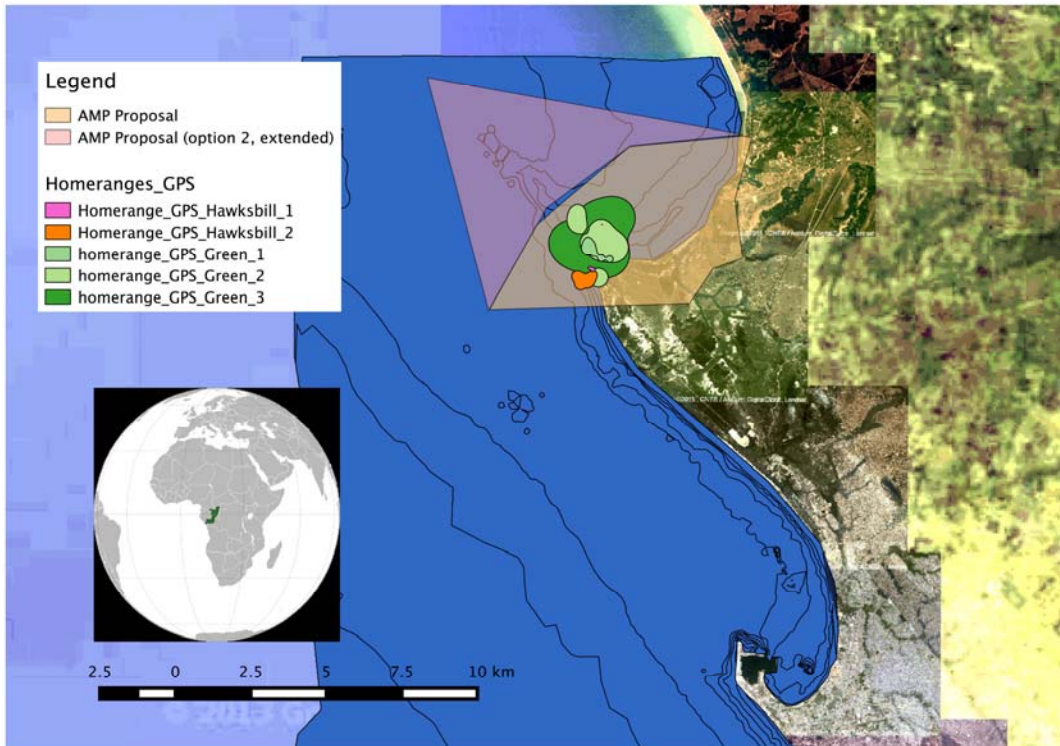 Legend
AMP Proposal
AMP Proposal (option 2, extended)
Homeranges_GPS
Homerange_GPS_Hawksbill_1
Homerange_GPS_Hawksbill_2
homerange_GPS_Green_1
homerange_GPS_Green_2
homerange_GPS_Green_3
2.5 0 2.5 5 7.5 10 km